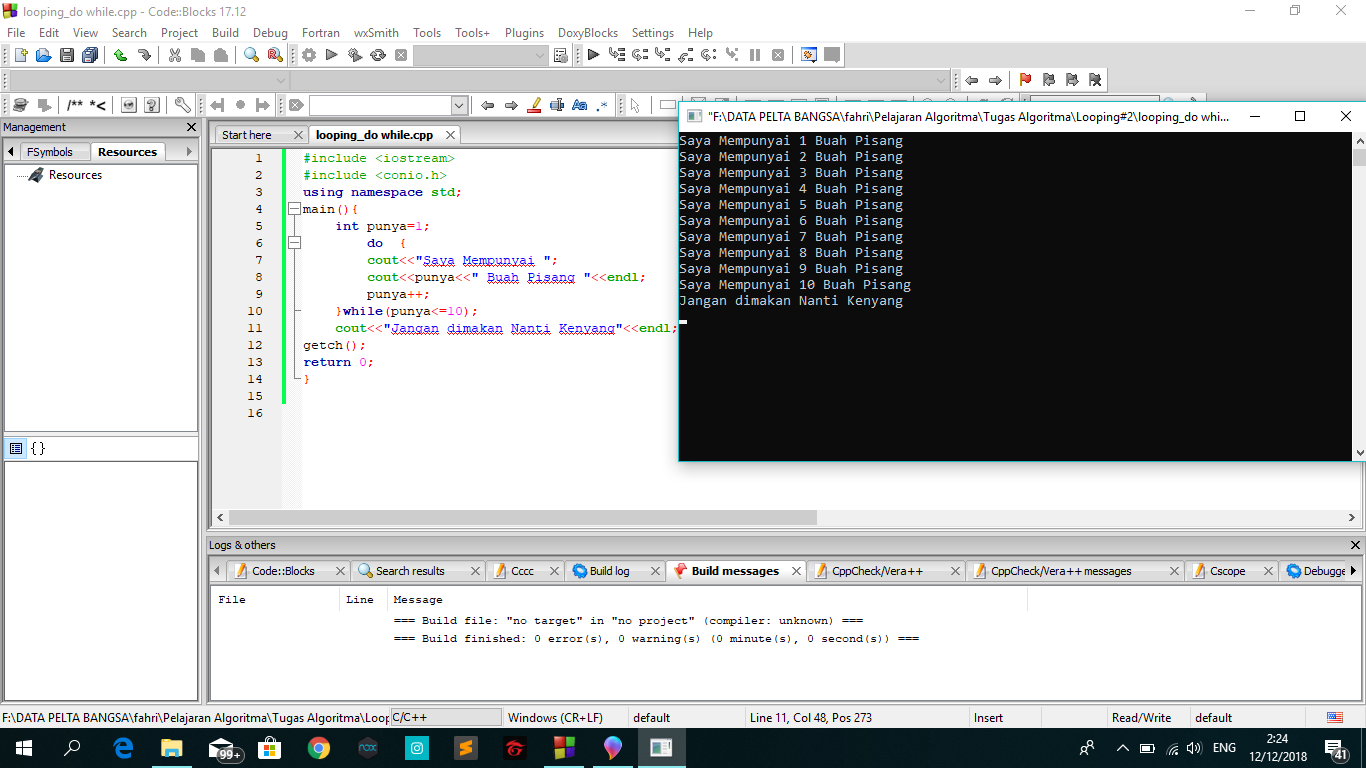 looping_do while.cpp - Code::Blocks 17.12
File Edit View Search Project Build Debug Fortran wxSmith Tools Tools+ Plugins DoxyBlocks Settings Help
/** *<
Aa .*
Management
FSymbols Resources
Resources
{}
Start here looping_do while.cpp
1 #include <iostream>
2 #include <conio.h>
3 using namespace std;
4 main(){
5 int punya=1;
6 do {
7 cout<<"Saya Mempunyai ";
8 cout<<punya<<" Buah Pisang "<<endl;
9 punya++;
10 }while(punya<=10);
11 cout<<"Jangan dimakan Nanti Kenyang"<<endl;
12 getch();
13 return 0;
14 }
15
16
"F:\DATA PELTA BANGSA\fahri\Pelajaran Algoritma\Tugas Algoritma\Looping#2\looping_do whi...
Saya Mempunyai 1 Buah Pisang
Saya Mempunyai 2 Buah Pisang
Saya Mempunyai 3 Buah Pisang
Saya Mempunyai 4 Buah Pisang
Saya Mempunyai 5 Buah Pisang
Saya Mempunyai 6 Buah Pisang
Saya Mempunyai 7 Buah Pisang
Saya Mempunyai 8 Buah Pisang
Saya Mempunyai 9 Buah Pisang
Saya Mempunyai 10 Buah Pisang
Jangan dimakan Nanti Kenyang
Logs & others
Code::Blocks Search results Cccc Build log Build messages CppCheck/Vera++ CppCheck/Vera++ messages Cscope Debugge
File Line Message
=== Build file: "no target" in "no project" (compiler: unknown) ===
=== Build finished: 0 error(s), 0 warning(s) (0 minute(s), 0 second(s)) ===
F:\DATA PELTA BANGSA\fahri\Pelajaran Algoritma\Tugas Algoritma\Loop C/C++ Windows (CR+LF) default Line 11, Col 48, Pos 273 Insert Read/Write default
99+
nox
ENG
2:24
12/12/2018
41